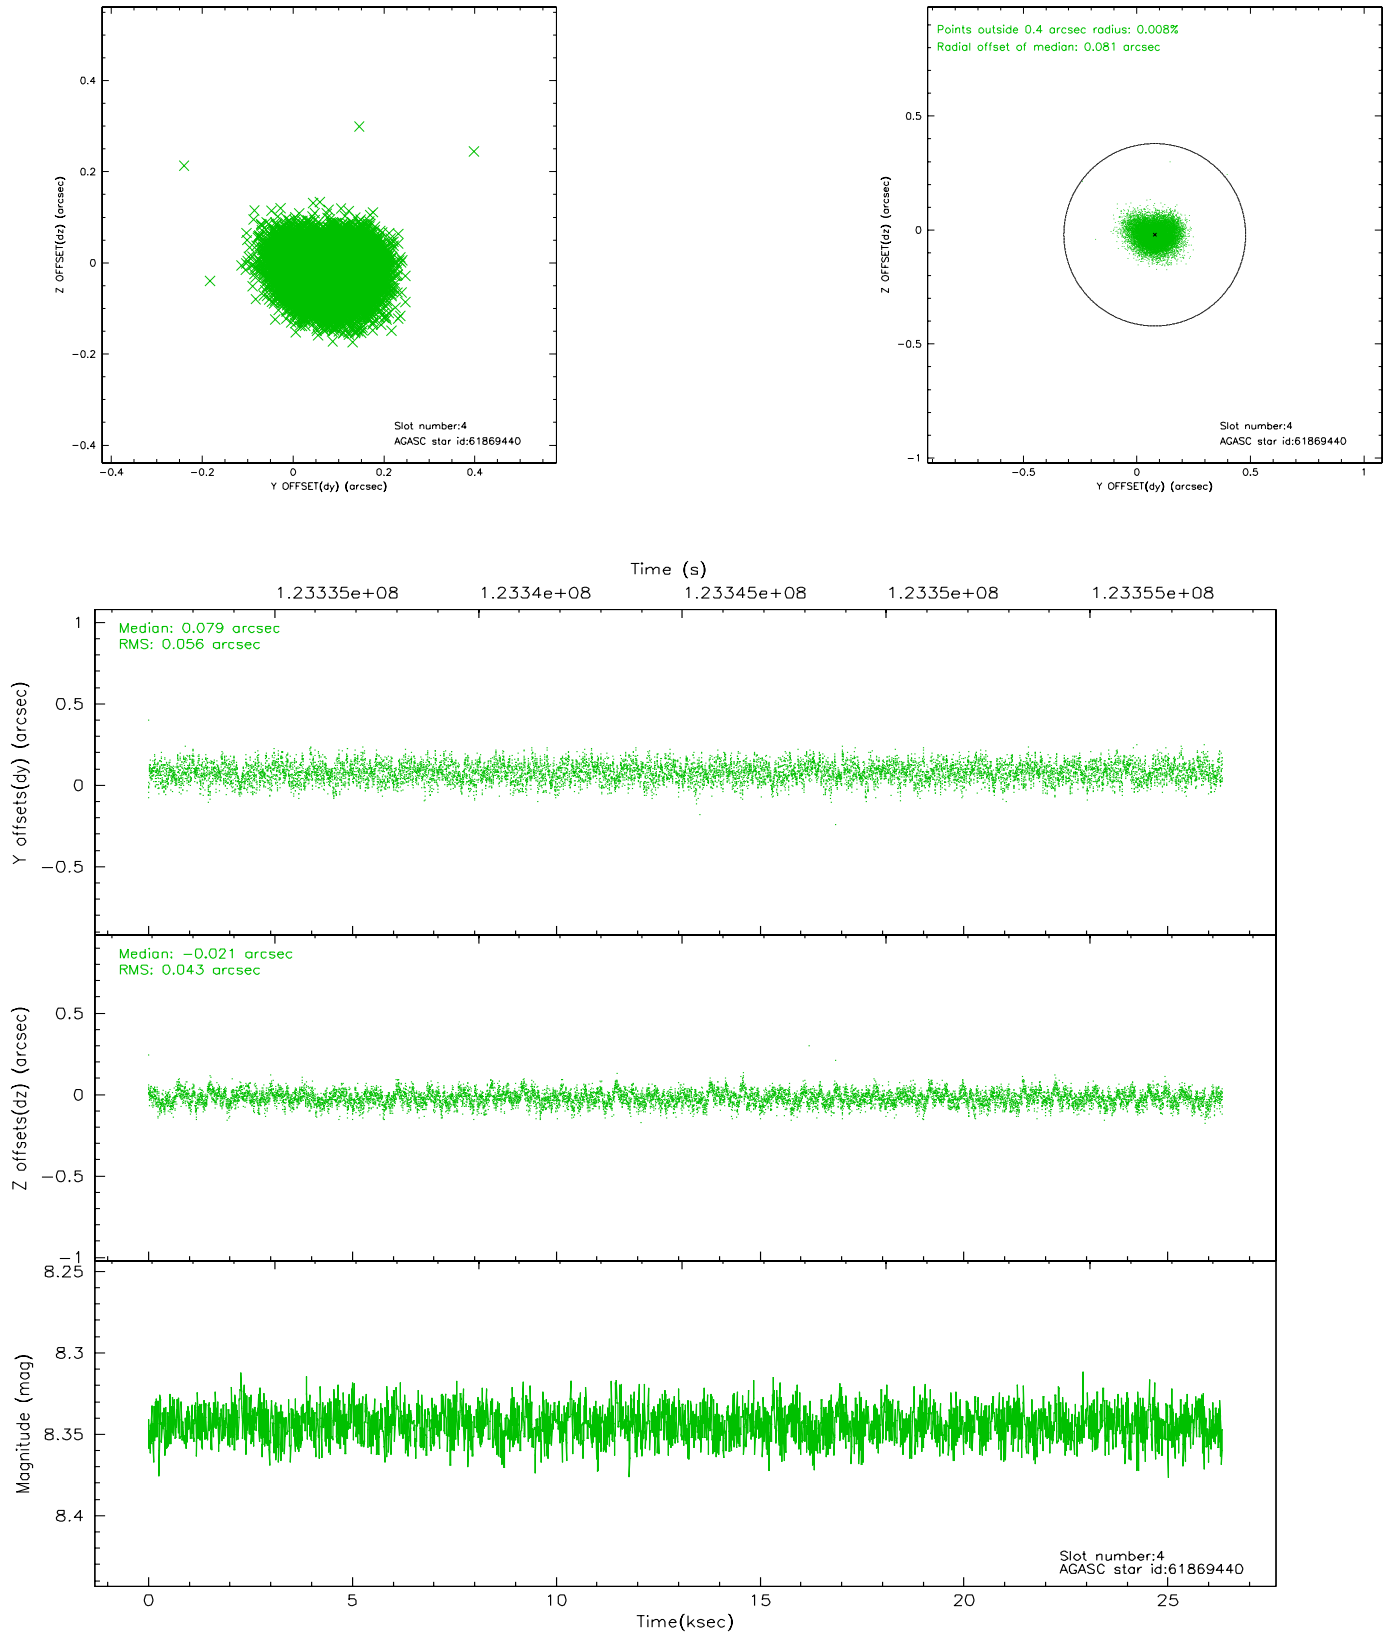 0.4
0.2
0
−0.2
−0.4
Z OFFSET(dz) (arcsec)
−0.4 −0.2 0 0.2 0.4
Y OFFSET(dy) (arcsec)
Slot number:4
AGASC star id:61869440
Points outside 0.4 arcsec radius: 0.008%
Radial offset of median: 0.081 arcsec
0.5
0
−0.5
−1
Z OFFSET(dz) (arcsec)
−0.5 0 0.5 1
Y OFFSET(dy) (arcsec)
Slot number:4
AGASC star id:61869440
Time (s)
1.23335e+08 1.2334e+08 1.23345e+08 1.2335e+08 1.23355e+08
Median: 0.079 arcsec
RMS: 0.056 arcsec
1
0.5
0
−0.5
Y offsets(dy) (arcsec)
Median: −0.021 arcsec
RMS: 0.043 arcsec
0.5
0
−0.5
−1
Z offsets(dz) (arcsec)
8.25
8.3
8.35
8.4
Magnitude (mag)
Slot number:4
AGASC star id:61869440
0 5 10 15 20 25
Time(ksec)